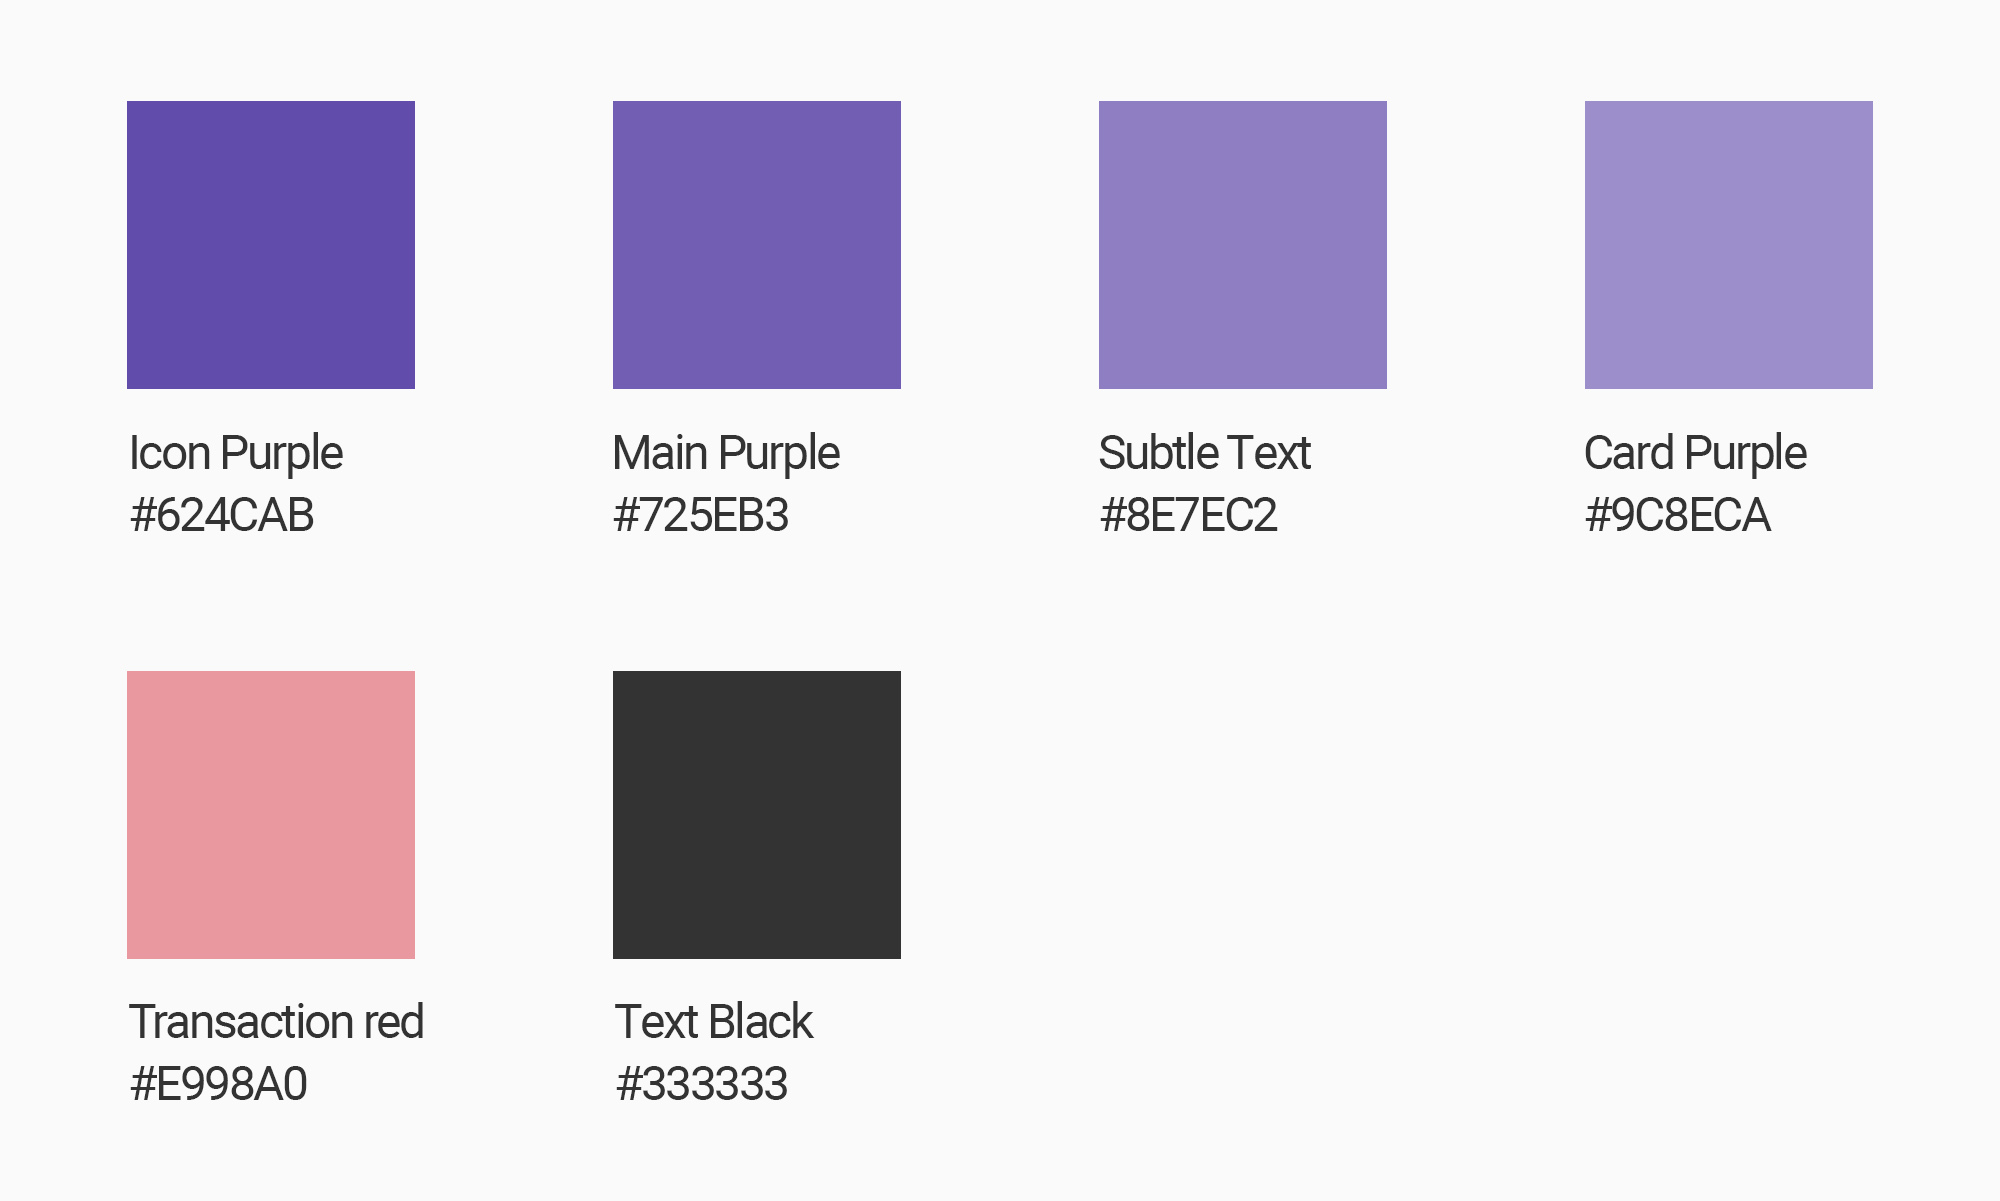 Icon Purple
#624CAB
Main Purple
#725EB3
Subtle Text
#8E7EC2
Card Purple
#9C8ECA
Transaction red
#E998A0
Text Black
#333333